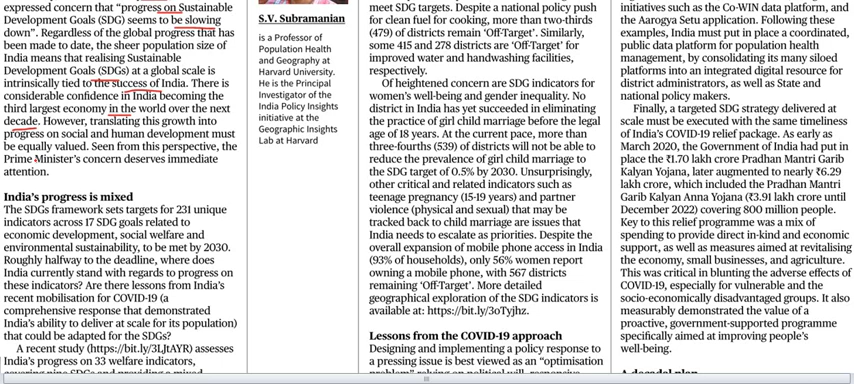 expressed concern that “progress on Sustainable
Development Goals (SDG) seems to be slowing
down”. Regardless of the global progress that has
been made to date, the sheer population size of
India means that realising Sustainable
Development Goals (SDGs) at a global scale is
intrinsically tied to the success of India. There is
considerable confidence in India becoming the
third largest economy in the world over the next
decade. However, translating this growth into
progress on social and human development must
be equally valued. Seen from this perspective, the
Prime Minister’s concern deserves immediate
attention.
India’s progress is mixed
The SDGs framework sets targets for 231 unique
indicators across 17 SDG goals related to
economic development, social welfare and
environmental sustainability, to be met by 2030.
Roughly halfway to the deadline, where does
India currently stand with regards to progress on
these indicators? Are there lessons from India’s
recent mobilisation for COVID-19 (a
comprehensive response that demonstrated
India’s ability to deliver at scale for its population)
that could be adapted for the SDGs?
A recent study (https://bit.ly/3LJtAYR) assesses
India’s progress on 33 welfare indicators,
covering nine SDGs and providing a mixed
S.V. Subramanian
is a Professor of
Population Health
and Geography at
Harvard University.
He is the Principal
Investigator of the
India Policy Insights
initiative at the
Geographic Insights
Lab at Harvard
meet SDG targets. Despite a national policy push
for clean fuel for cooking, more than two-thirds
(479) of districts remain ‘Off-Target’. Similarly,
some 415 and 278 districts are ‘Off-Target’ for
improved water and handwashing facilities,
respectively.
Of heightened concern are SDG indicators for
women’s well-being and gender inequality. No
district in India has yet succeeded in eliminating
the practice of girl child marriage before the legal
age of 18 years. At the current pace, more than
three-fourths (539) of districts will not be able to
reduce the prevalence of girl child marriage to
the SDG target of 0.5% by 2030. Unsurprisingly,
other critical and related indicators such as
teenage pregnancy (15-19 years) and partner
violence (physical and sexual) that may be
tracked back to child marriage are issues that
India needs to escalate as priorities. Despite the
overall expansion of mobile phone access in India
(93% of households), only 56% women report
owning a mobile phone, with 567 districts
remaining ‘Off-Target’. More detailed
geographical exploration of the SDG indicators is
available at: https://bit.ly/3oTyjhz.
Lessons from the COVID-19 approach
Designing and implementing a policy response to
a pressing issue is best viewed as an “optimisation
problem” relying on political will, responsive
initiatives such as the Co-WIN data platform, and
the Aarogya Setu application. Following these
examples, India must put in place a coordinated,
public data platform for population health
management, by consolidating its many siloed
platforms into an integrated digital resource for
district administrators, as well as State and
national policy makers.
Finally, a targeted SDG strategy delivered at
scale must be executed with the same timeliness
of India’s COVID-19 relief package. As early as
March 2020, the Government of India had put in
place the ₹1.70 lakh crore Pradhan Mantri Garib
Kalyan Yojana, later augmented to nearly ₹6.29
lakh crore, which included the Pradhan Mantri
Garib Kalyan Anna Yojana (₹3.91 lakh crore until
December 2022) covering 800 million people.
Key to this relief programme was a mix of
spending to provide direct in-kind and economic
support, as well as measures aimed at revitalising
the economy, small businesses, and agriculture.
This was critical in blunting the adverse effects of
COVID-19, especially for vulnerable and the
socio-economically disadvantaged groups. It also
measurably demonstrated the value of a
proactive, government-supported programme
specifically aimed at improving people’s
well-being.
A decadal plan